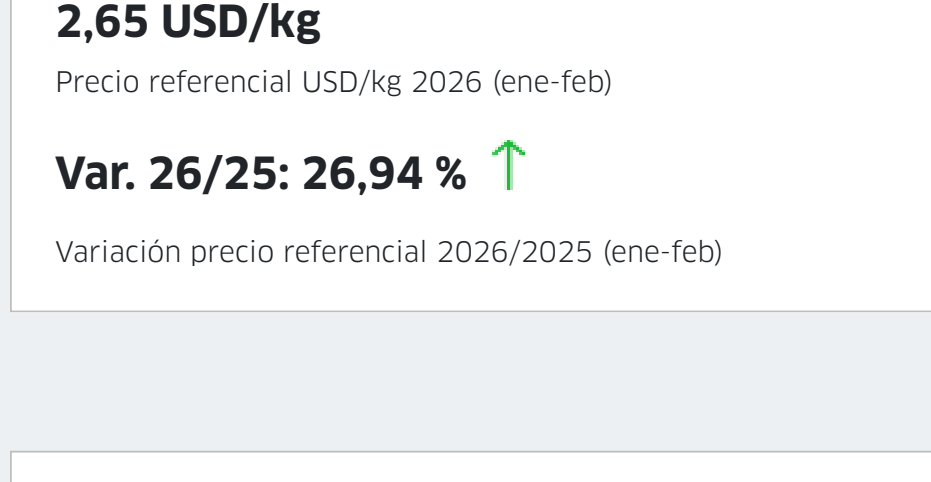 2,65 USD/kg
Precio referencial USD/kg 2026 (ene-feb)
Var. 26/25: 26,94 %
Variación precio referencial 2026/2025 (ene-feb)